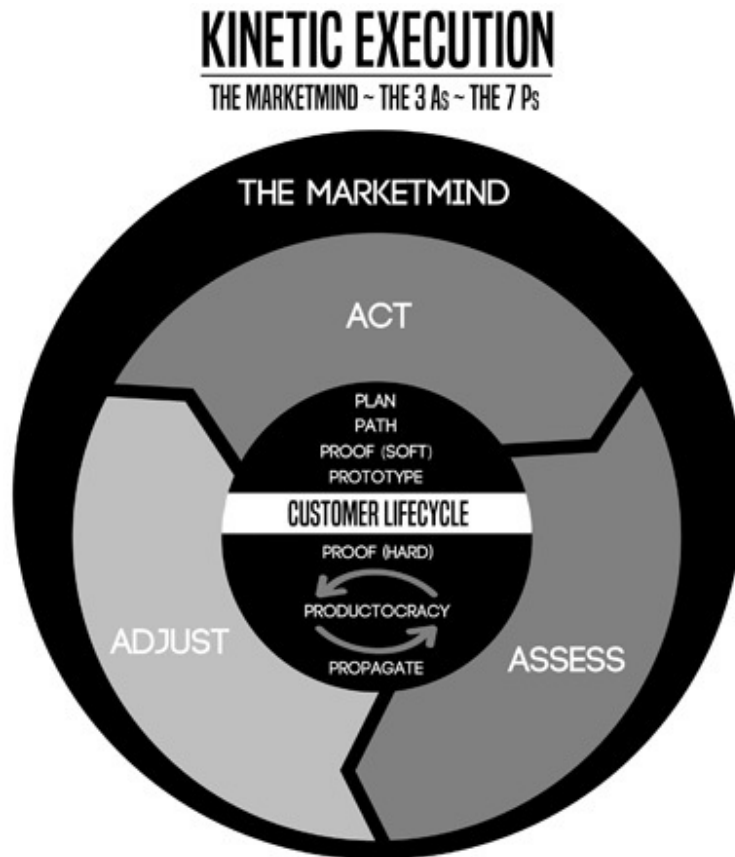 KINETIC EXECUTION
THE MARKETMIND ~ THE 3 As ~ THE 7 Ps
THE MARKETMIND
ACT
PLAN
PATH
PROOF (SOFT)
PROTOTYPE
CUSTOMER LIFECYCLE
PROOF (HARD)
PRODUCTOCRACY
PROPAGATE
ADJUST
ASSESS